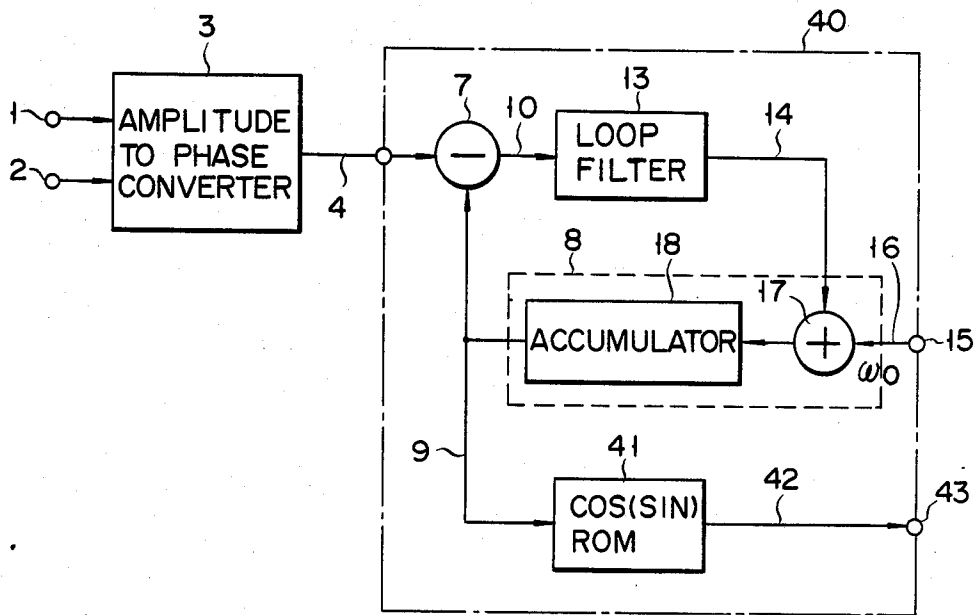 40
3
7
10
13
14
1
AMPLITUDE
TO PHASE
CONVERTER
−
LOOP
FILTER
2
4
8
18
16
17
ACCUMULATOR
+
15
ω0
9
41
42
43
COS(SIN)
ROM